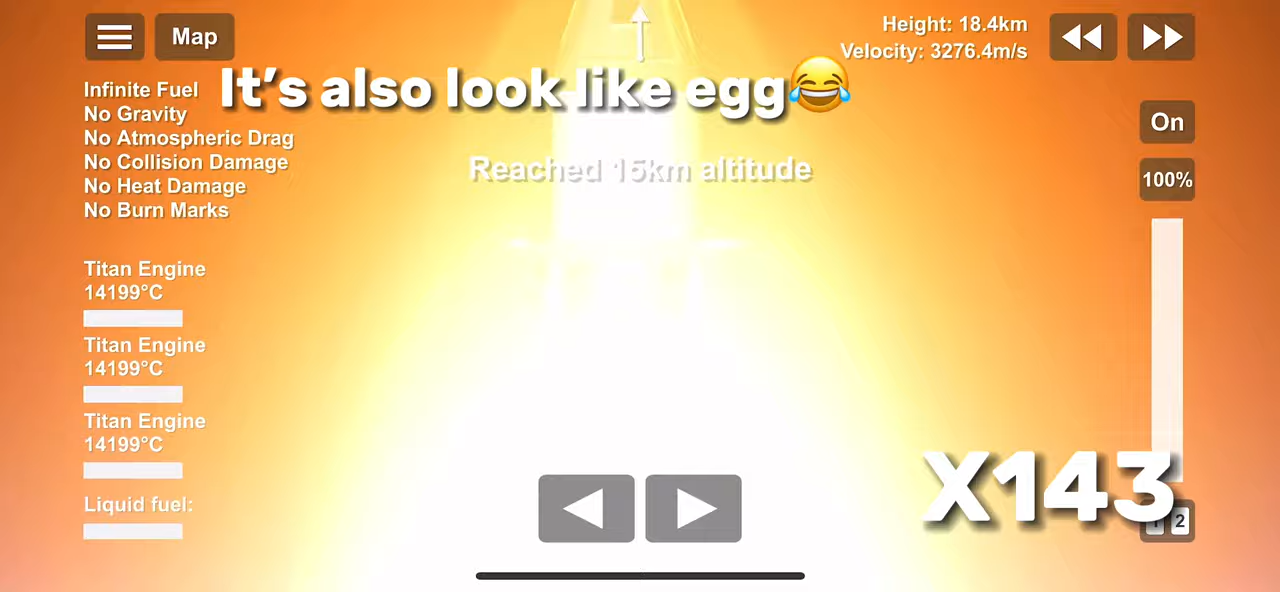 Map
Height: 18.4km
Velocity: 3276.4m/s
It's also look like egg😂
Infinite Fuel
No Gravity
No Atmospheric Drag
No Collision Damage
No Heat Damage
No Burn Marks
Reached 15km altitude
On
100%
Titan Engine
14199°C
Titan Engine
14199°C
Titan Engine
14199°C
Liquid fuel:
X143
1 2